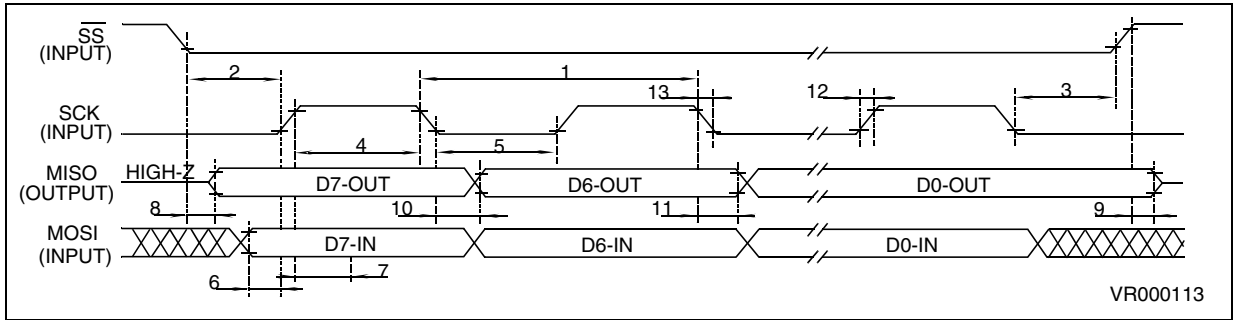 SS
(INPUT)
2
1
13
12
3
SCK
(INPUT)
4
5
MISO
(OUTPUT)
HIGH-Z
D7-OUT
D6-OUT
D0-OUT
8
10
11
9
MOSI
(INPUT)
D7-IN
D6-IN
D0-IN
6
7
VR000113